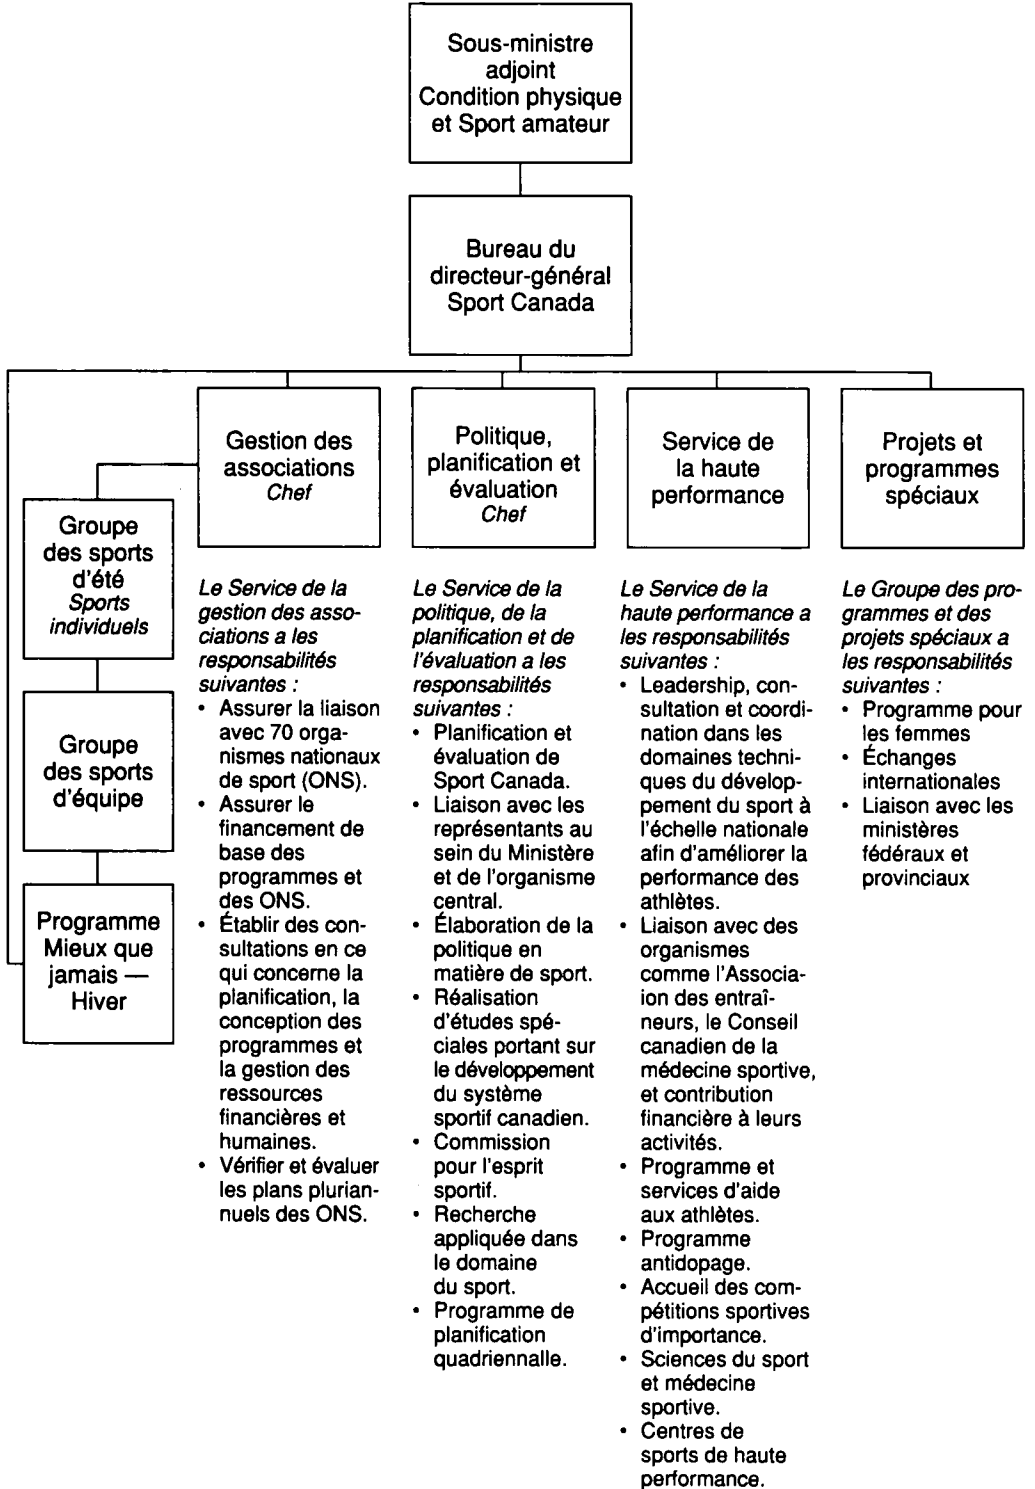 Sous-ministre
adjoint
Condition physique
et Sport amateur
Bureau du
directeur-général
Sport Canada
Gestion des
associations
Chef
Politique,
planification et
évaluation
Chef
Service de
la haute
performance
Projets et
programmes
spéciaux
Groupe
des sports
d'été
Sports
individuels
Groupe
des sports
d'équipe
Programme
Mieux que
jamais —
Hiver
Le Service de la
gestion des asso-
ciations a les
responsabilités
suivantes :
• Assurer la liaison
avec 70 orga-
nismes nationaux
de sport (ONS).
• Assurer le
financement de
base des
programmes et
des ONS.
• Établir des con-
sultations en ce
qui concerne la
planification, la
conception des
programmes et
la gestion des
ressources
financières et
humaines.
• Vérifier et évaluer
les plans plurian-
nuels des ONS.
Le Service de la
politique, de la
planification et de
l'évaluation a les
responsabilités
suivantes :
• Planification et
évaluation de
Sport Canada.
• Liaison avec les
représentants au
sein du Ministère
et de l'organisme
central.
• Élaboration de la
politique en
matière de sport.
• Réalisation
d'études spé-
ciales portant sur
le développement
du système
sportif canadien.
• Commission
pour l'esprit
sportif.
• Recherche
appliquée dans
le domaine
du sport.
• Programme de
planification
quadriennalle.
Le Service de la
haute performance a
les responsabilités
suivantes :
• Leadership, con-
sultation et coordi-
nation dans les
domaines techni-
ques du dévelop-
pement du sport à
l'échelle nationale
afin d'améliorer la
performance des
athlètes.
• Liaison avec des
organismes
comme l'Associa-
ion des entraî-
neurs, le Conseil
canadien de la
médecine sportive,
et contribution
financière à leurs
activités.
• Programme et
services d'aide
aux athlètes.
• Programme
antidopage.
• Accueil des com-
pétitions sportives
d'importance.
• Sciences du sport
et médecine
sportive.
• Centres de
sports de haute
performance.
Le Groupe des pro-
grammes et des
projets spéciaux a
les responsabilités
suivantes :
• Programme pour
les femmes
• Échanges
internationales
• Liaison avec les
ministères
fédéraux et
provinciaux